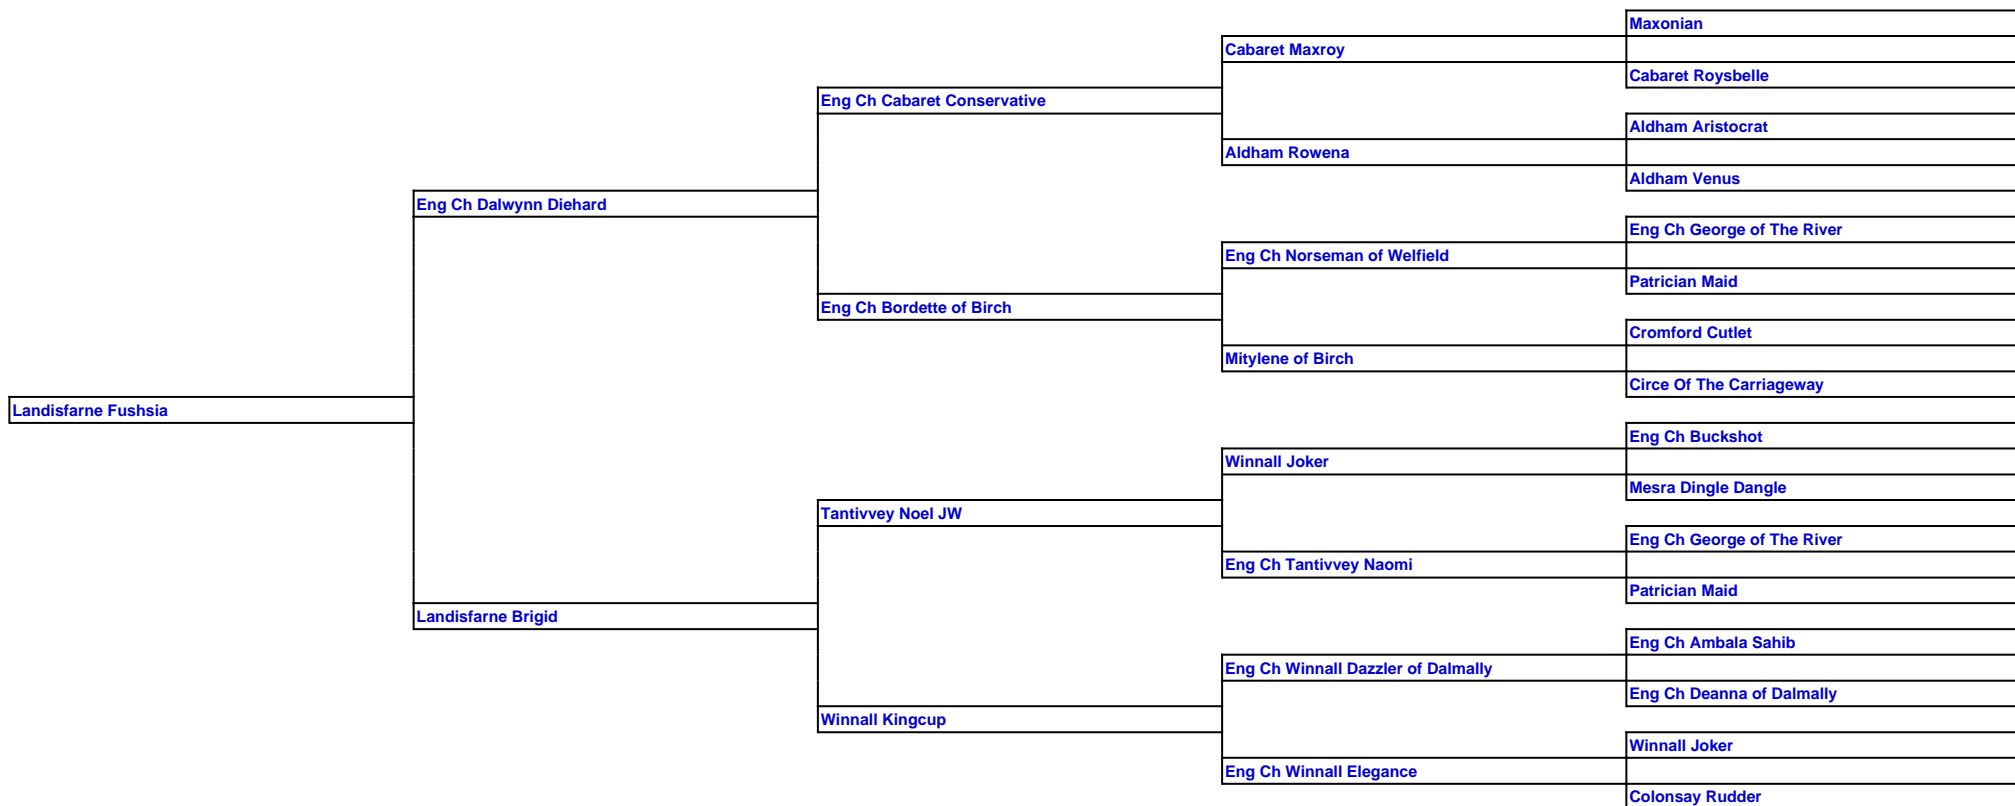 Maxonian
Cabaret Maxroy
Cabaret Roysbelle
Eng Ch Cabaret Conservative
Aldham Aristocrat
Aldham Rowena
Aldham Venus
Eng Ch Dalwynn Diehard
Eng Ch George of The River
Eng Ch Norseman of Welfield
Patrician Maid
Eng Ch Bordette of Birch
Cromford Cutlet
Mitylene of Birch
Circe Of The Carriageway
Landisfarne Fushsia
Eng Ch Buckshot
Winnall Joker
Mesra Dingle Dangle
Tantivvey Noel JW
Eng Ch George of The River
Eng Ch Tantivvey Naomi
Patrician Maid
Landisfarne Brigid
Eng Ch Ambala Sahib
Eng Ch Winnall Dazzler of Dalmally
Eng Ch Deanna of Dalmally
Winnall Kingcup
Winnall Joker
Eng Ch Winnall Elegance
Colonsay Rudder